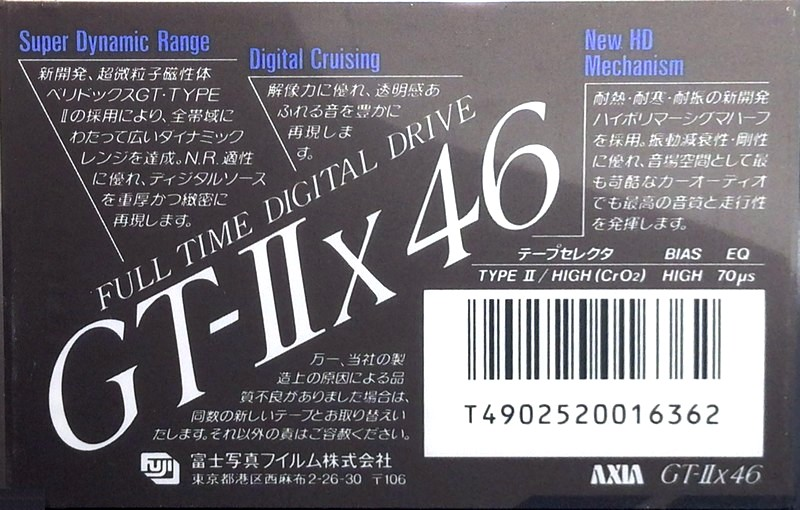 Super Dynamic Range
新開発、超微粒子磁性体
ベリドックスGT・TYPE
Ⅱの採用により、全帯域に
わたって広いダイナミック
レンジを達成。N.R.適性
に優れ、ディジタルソース
を重厚かつ緻密に
再現します。
Digital Cruising
解像力に優れ、透明感あ
ふれる音を豊かに
再現しま
す。
New HD
Mechanism
耐熱・耐寒・耐振の新開発
ハイポリマーシグマハーフ
を採用。振動減衰性・剛性
に優れ、音場空間として最
も苛酷なカーオーディオ
でも最高の音質と走行性
を発揮します。
FULL TIME DIGITAL DRIVE
GT-Ⅱx 46
テープセレクタ BIAS EQ
TYPE Ⅱ / HIGH (CrO2) HIGH 70μs
万一、当社の製
造上の原因による品
質不良がありました場合は、
同数の新しいテープとお取り替えい
たします。それ以外の責はご容赦ください。
FUJI 富士写真フイルム株式会社
東京都港区西麻布2-26-30 〒106
T4902520016362
AXIA GT-Ⅱx46